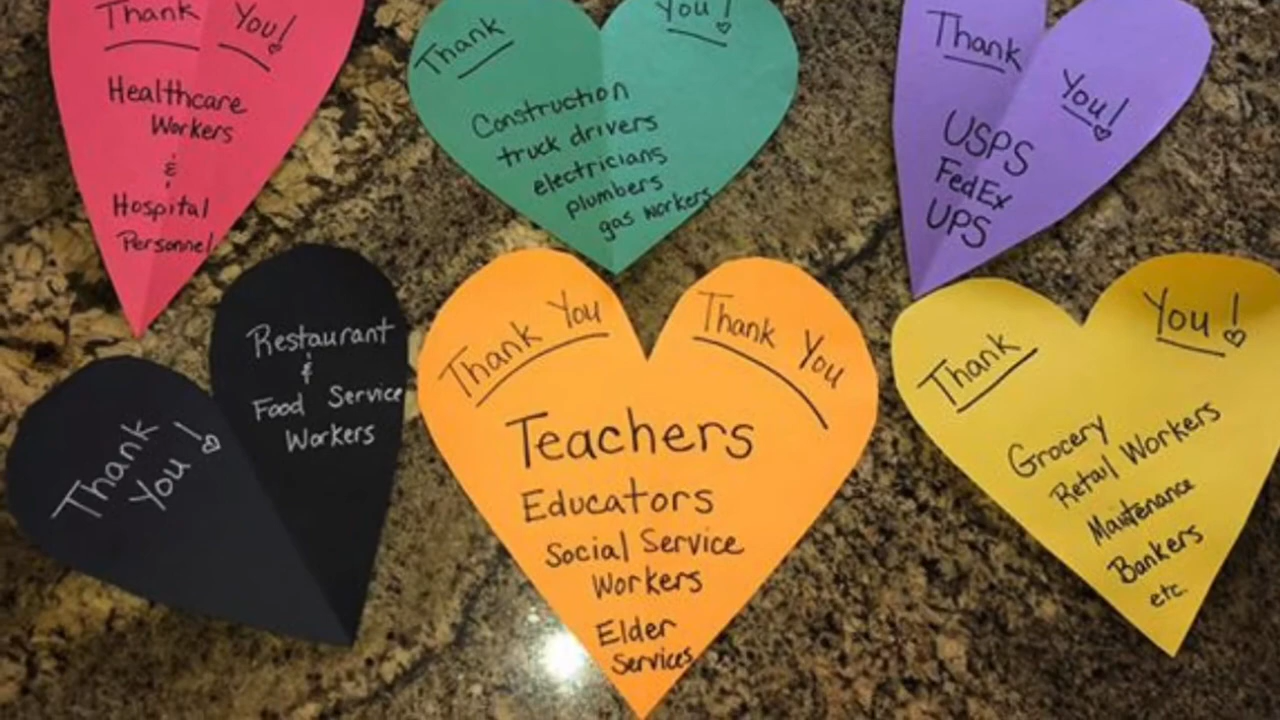 Thank You!
Healthcare
Workers
&
Hospital
Personnel
Thank You!
Construction
truck drivers
electricians
plumbers
gas workers
Thank
You!
USPS
FedEx
UPS
Thank
You!
Restaurant
&
Food Service
Workers
Thank You
Thank You
Teachers
Educators
Social Service
Workers
Elder
Services
Thank
You!
Grocery
Retail Workers
Maintenance
Bankers
etc.